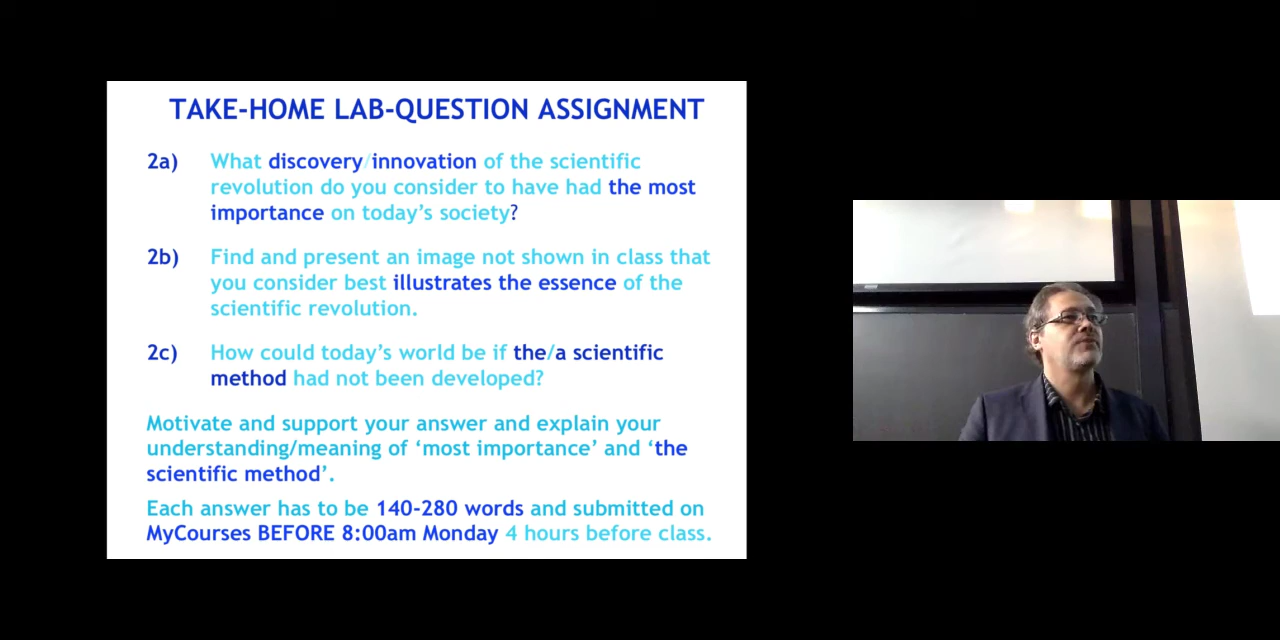 TAKE-HOME LAB-QUESTION ASSIGNMENT
2a) What discovery/innovation of the scientific
revolution do you consider to have had the most
importance on today's society?
2b) Find and present an image not shown in class that
you consider best illustrates the essence of the
scientific revolution.
2c) How could today's world be if the/a scientific
method had not been developed?
Motivate and support your answer and explain your
understanding/meaning of ‘most importance’ and ‘the
scientific method’.
Each answer has to be 140-280 words and submitted on
MyCourses BEFORE 8:00am Monday 4 hours before class.